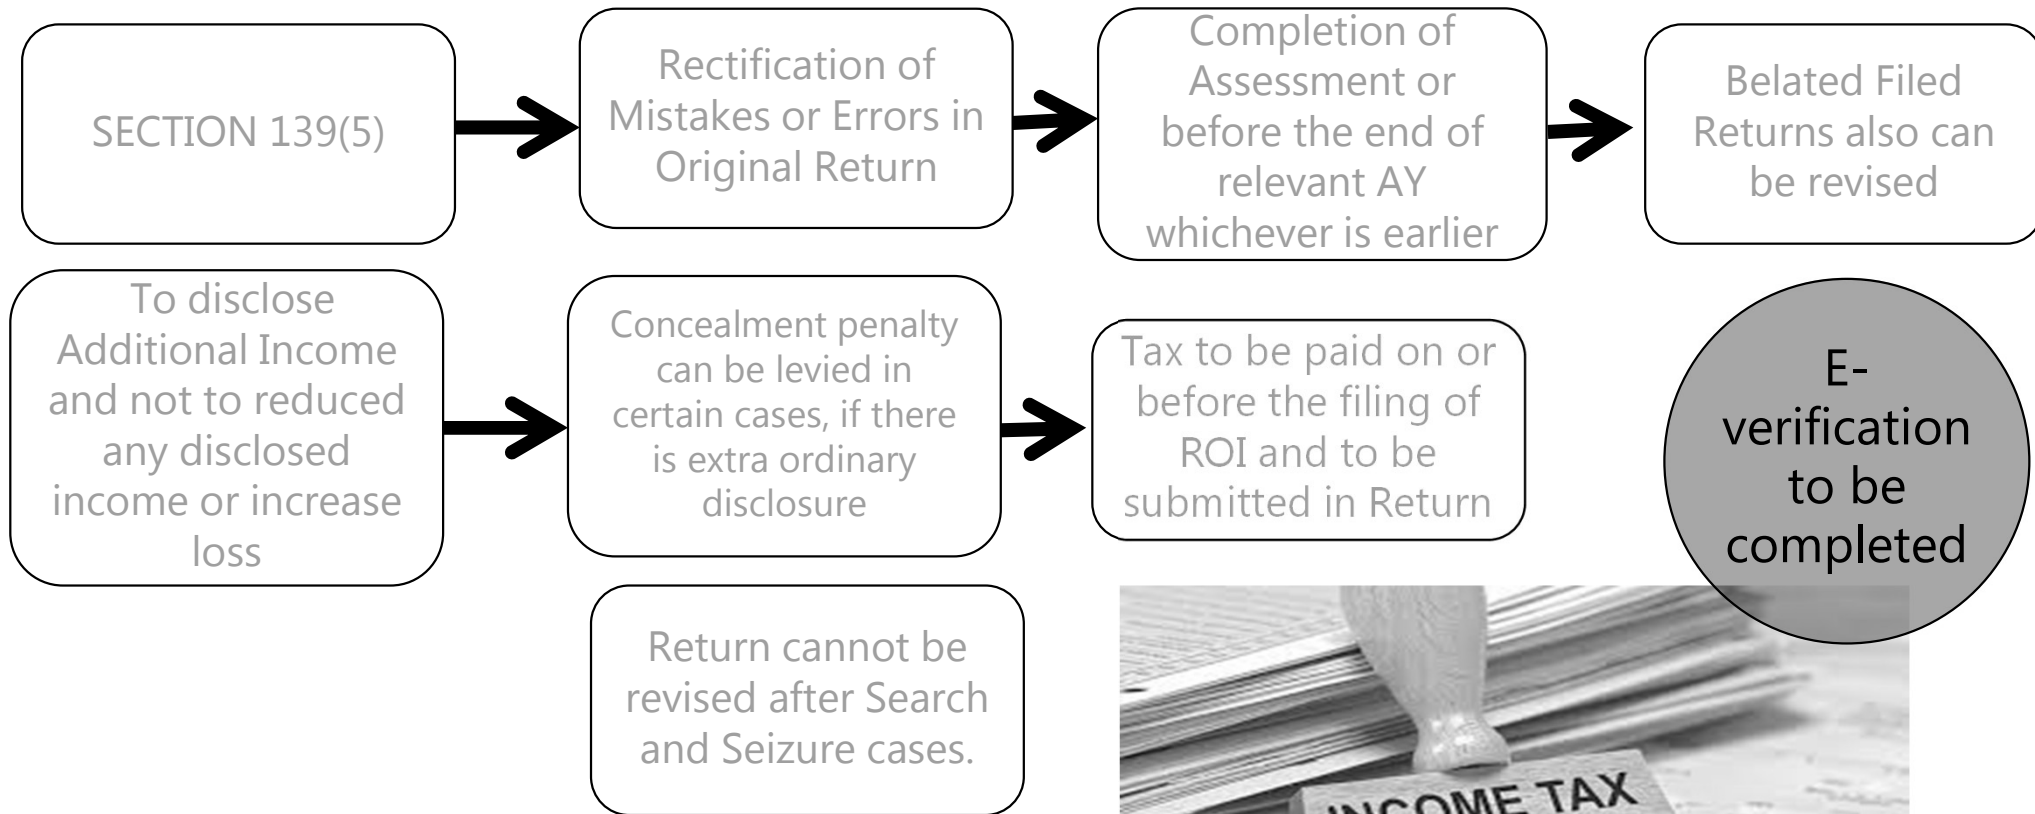 SECTION 139(5)
Rectification of
Mistakes or Errors in
Original Return
Completion of
Assessment or
before the end of
relevant AY
whichever is earlier
Belated Filed
Returns also can
be revised
To disclose
Additional Income
and not to reduced
any disclosed
income or increase
loss
Concealment penalty
can be levied in
certain cases, if there
is extra ordinary
disclosure
Tax to be paid on or
before the filing of
ROI and to be
submitted in Return
E-
verification
to be
completed
Return cannot be
revised after Search
and Seizure cases.
INCOME TAX